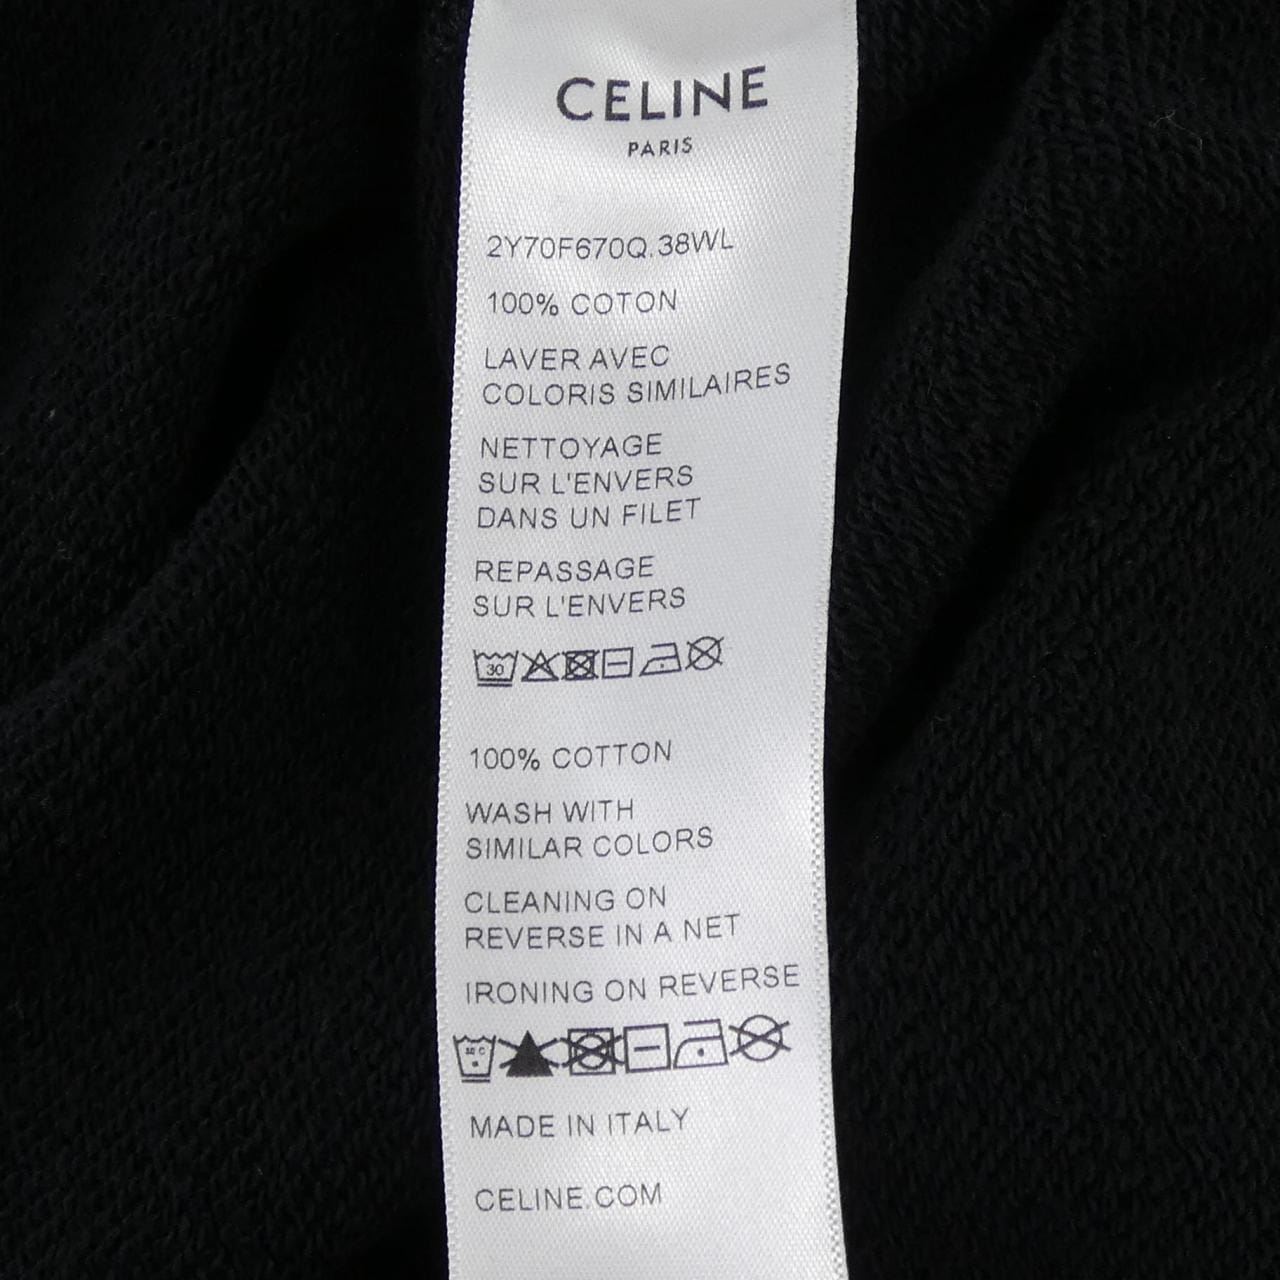 CELINE
PARIS
2Y70F670Q.38WL
100% COTON
LAVER AVEC
COLORIS SIMILAIRES
NETTOYAGE
SUR L'ENVERS
DANS UN FILET
REPASSAGE
SUR L'ENVERS
30
100% COTTON
WASH WITH
SIMILAR COLORS
CLEANING ON
REVERSE IN A NET
IRONING ON REVERSE
MADE IN ITALY
CELINE.COM